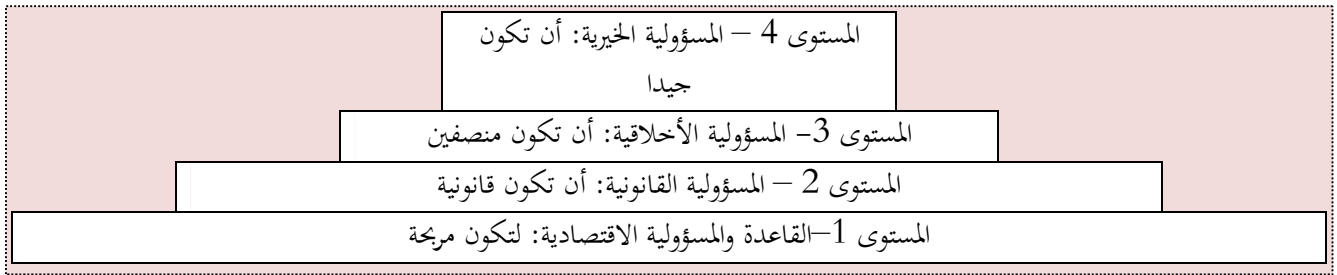 المستوى 4 – المسؤولية الخيرية: أن تكون
جيدا
المستوى 3- المسؤولية الأخلاقية: أن تكون منصفين
المستوى 2 – المسؤولية القانونية: أن تكون قانونية
المستوى 1–القاعدة والمسؤولية الاقتصادية: لتكون مربحة